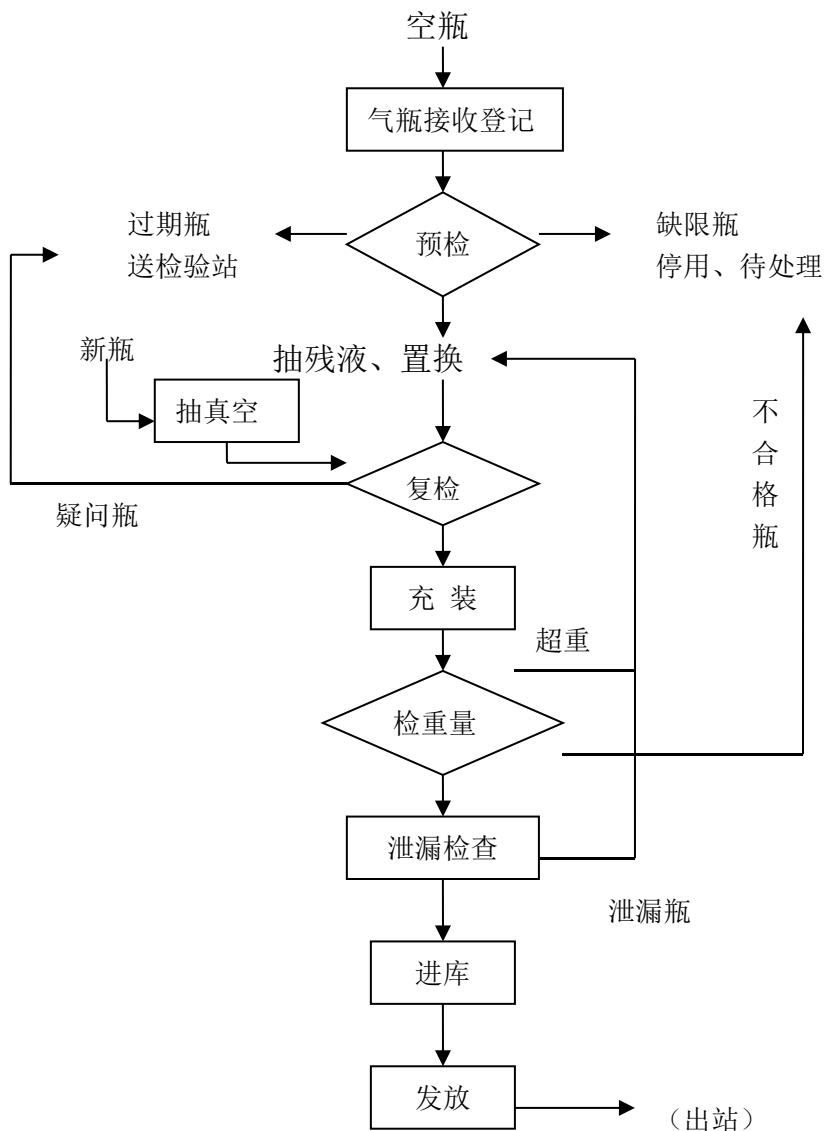 空瓶
气瓶接收登记
过期瓶
送检验站
预检
缺限瓶
停用、待处理
新瓶
抽残液、置换
抽真空
不合格瓶
复检
疑问瓶
充 装
超重
检重量
泄漏检查
泄漏瓶
进库
发放
（出站）